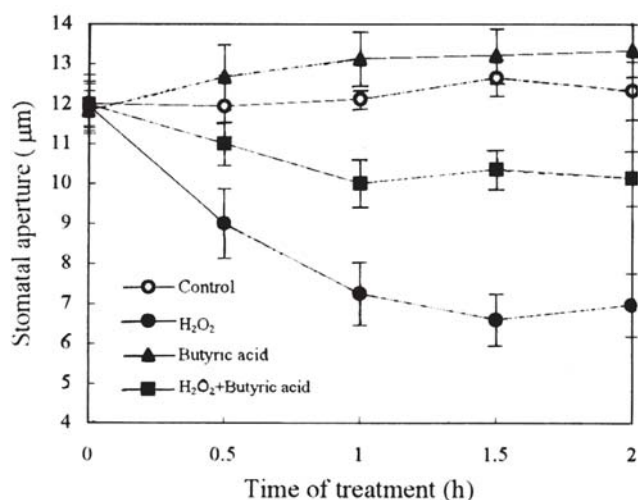 Stomatal aperture ( μm)
14
13
12
11
10
9
8
7
6
5
4
Control
H₂O₂
Butyric acid
H₂O₂+Butyric acid
0 0.5 1 1.5 2
Time of treatment (h)